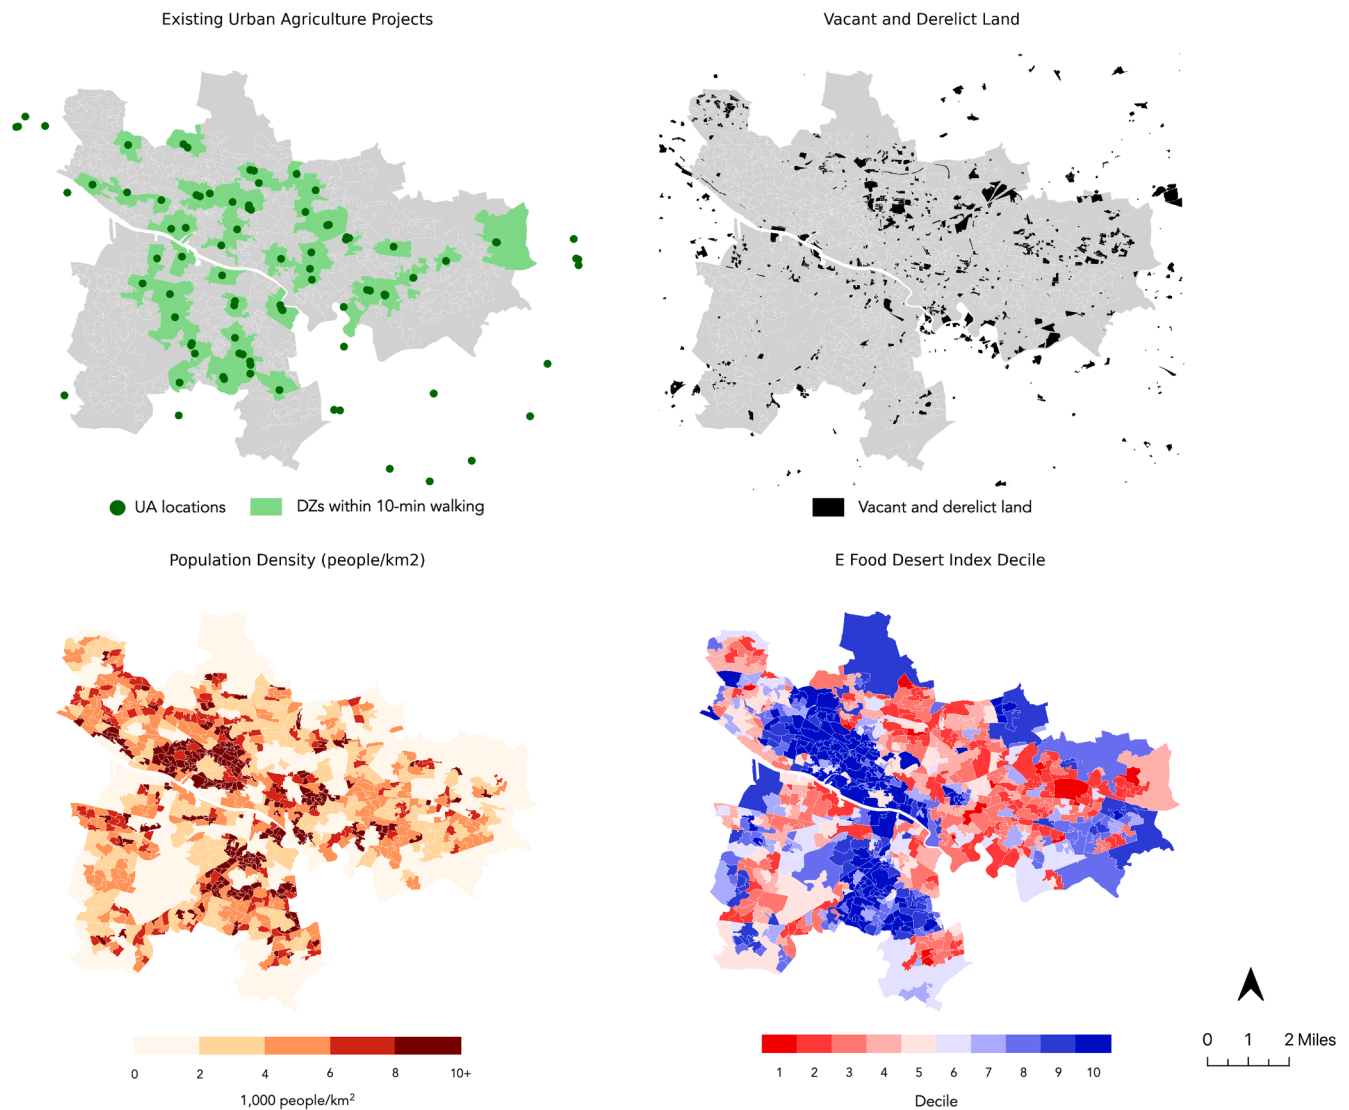 Existing Urban Agriculture Projects
Vacant and Derelict Land
UA locations
DZs within 10-min walking
Vacant and derelict land
Population Density (people/km2)
E Food Desert Index Decile
0 2 4 6 8 10+
1,000 people/km²
1 2 3 4 5 6 7 8 9 10
Decile
0 1 2 Miles